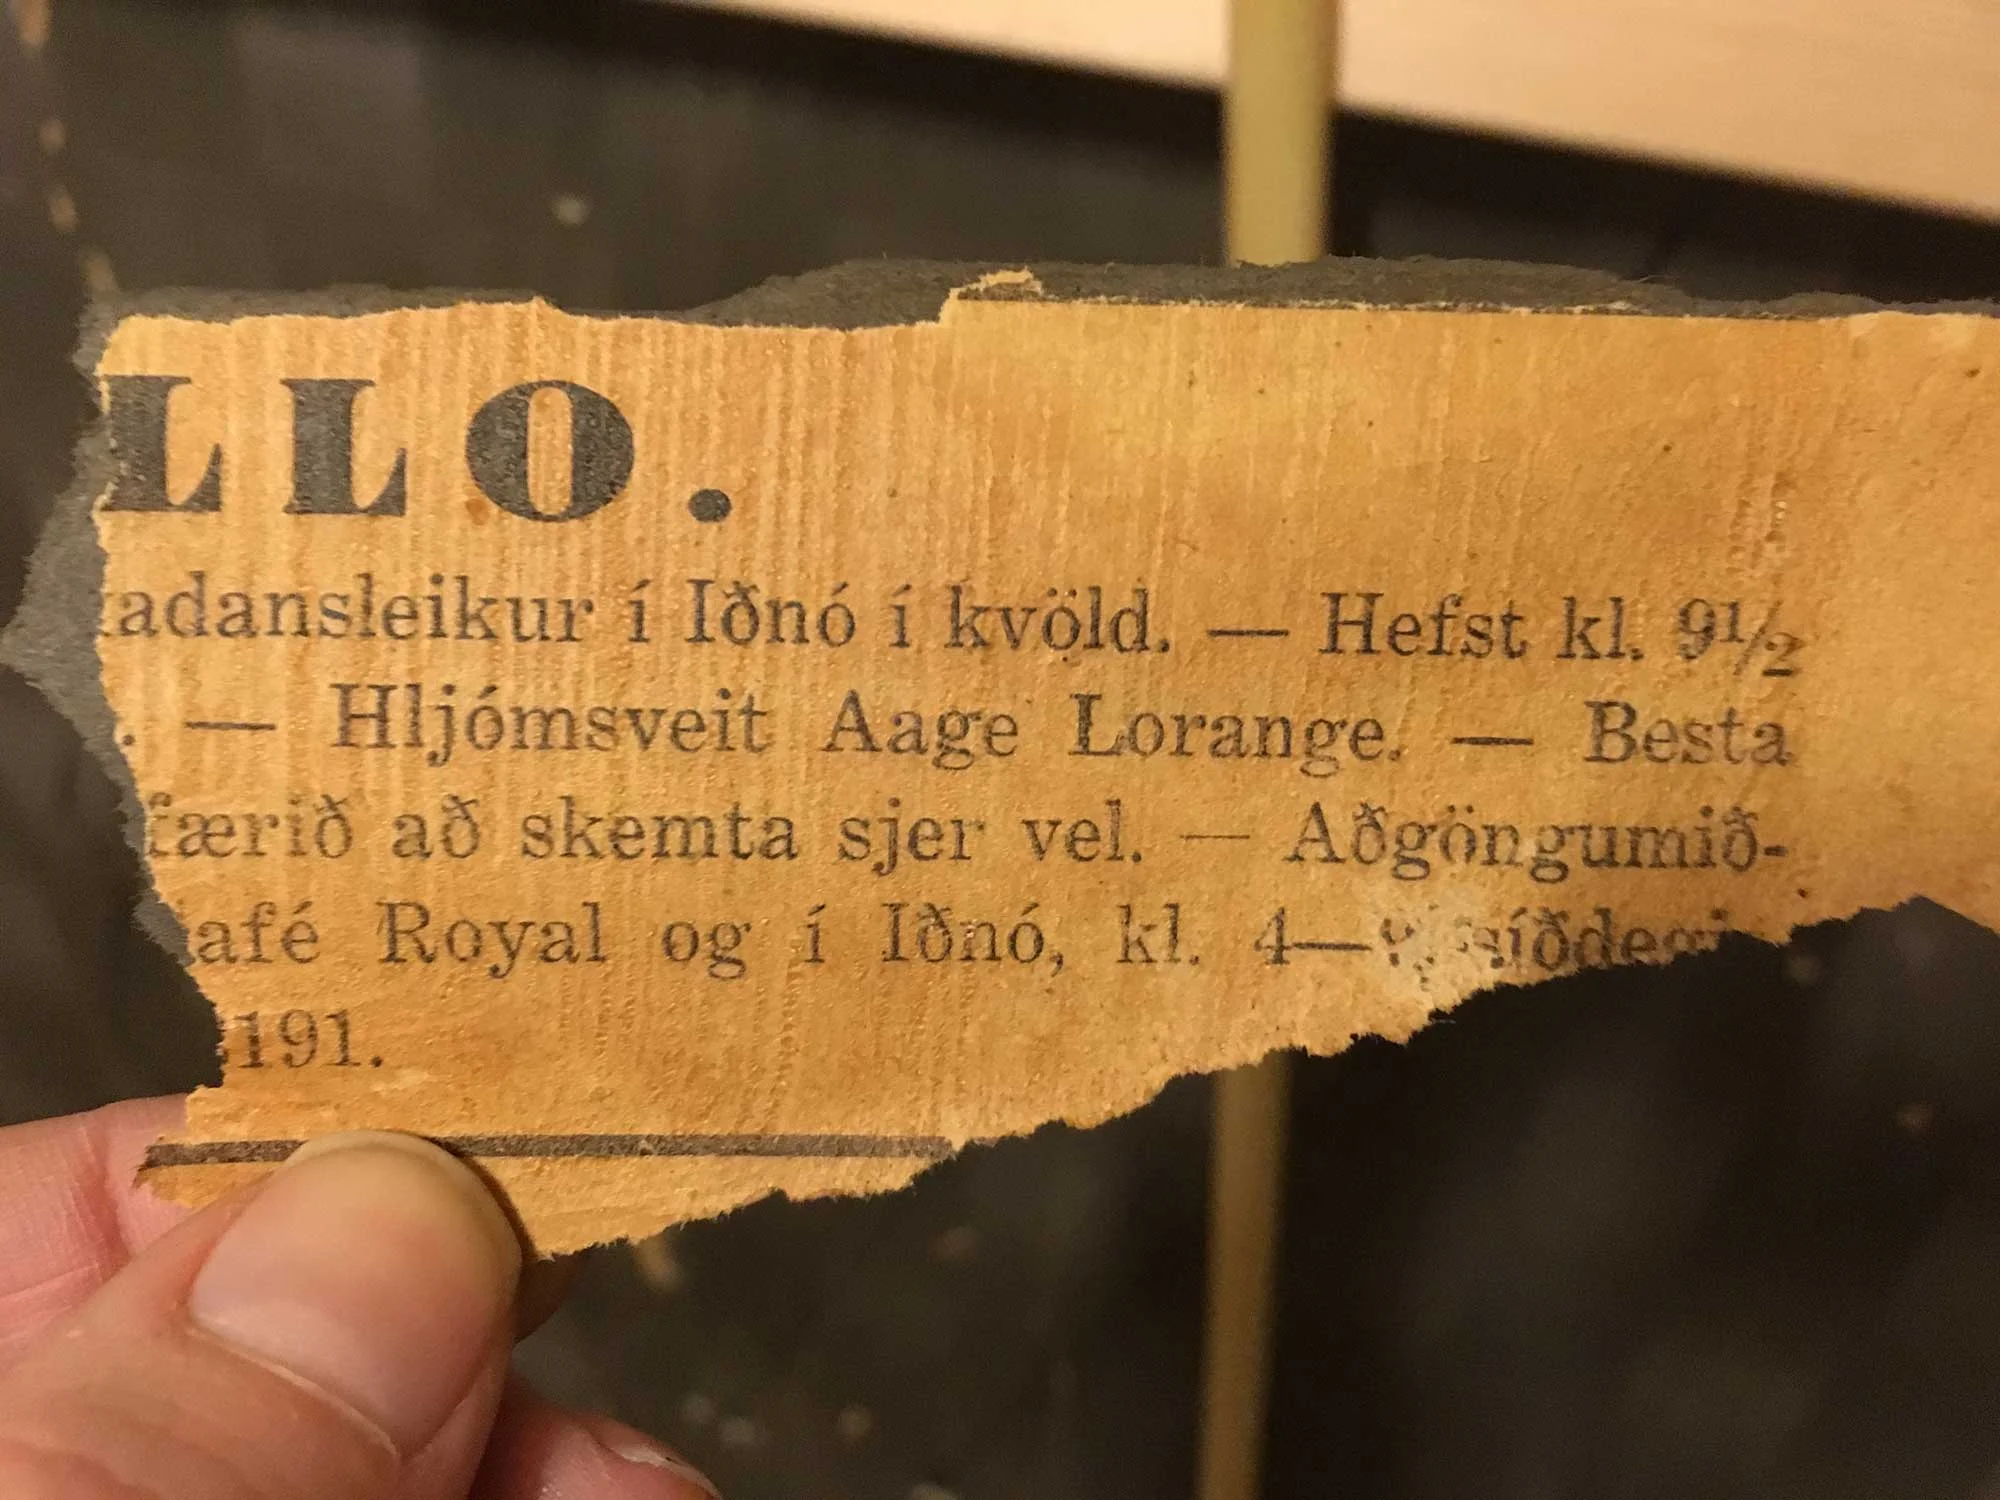 LLO.
adansleikur í Iðnó í kvöld. — Hefst kl. 9½
. — Hljómsveit Aage Lorange. — Besta
færið að skemta sjer vel. — Aðgöngumið-
afé Royal og í Iðnó, kl. 4— síðdegi
191.